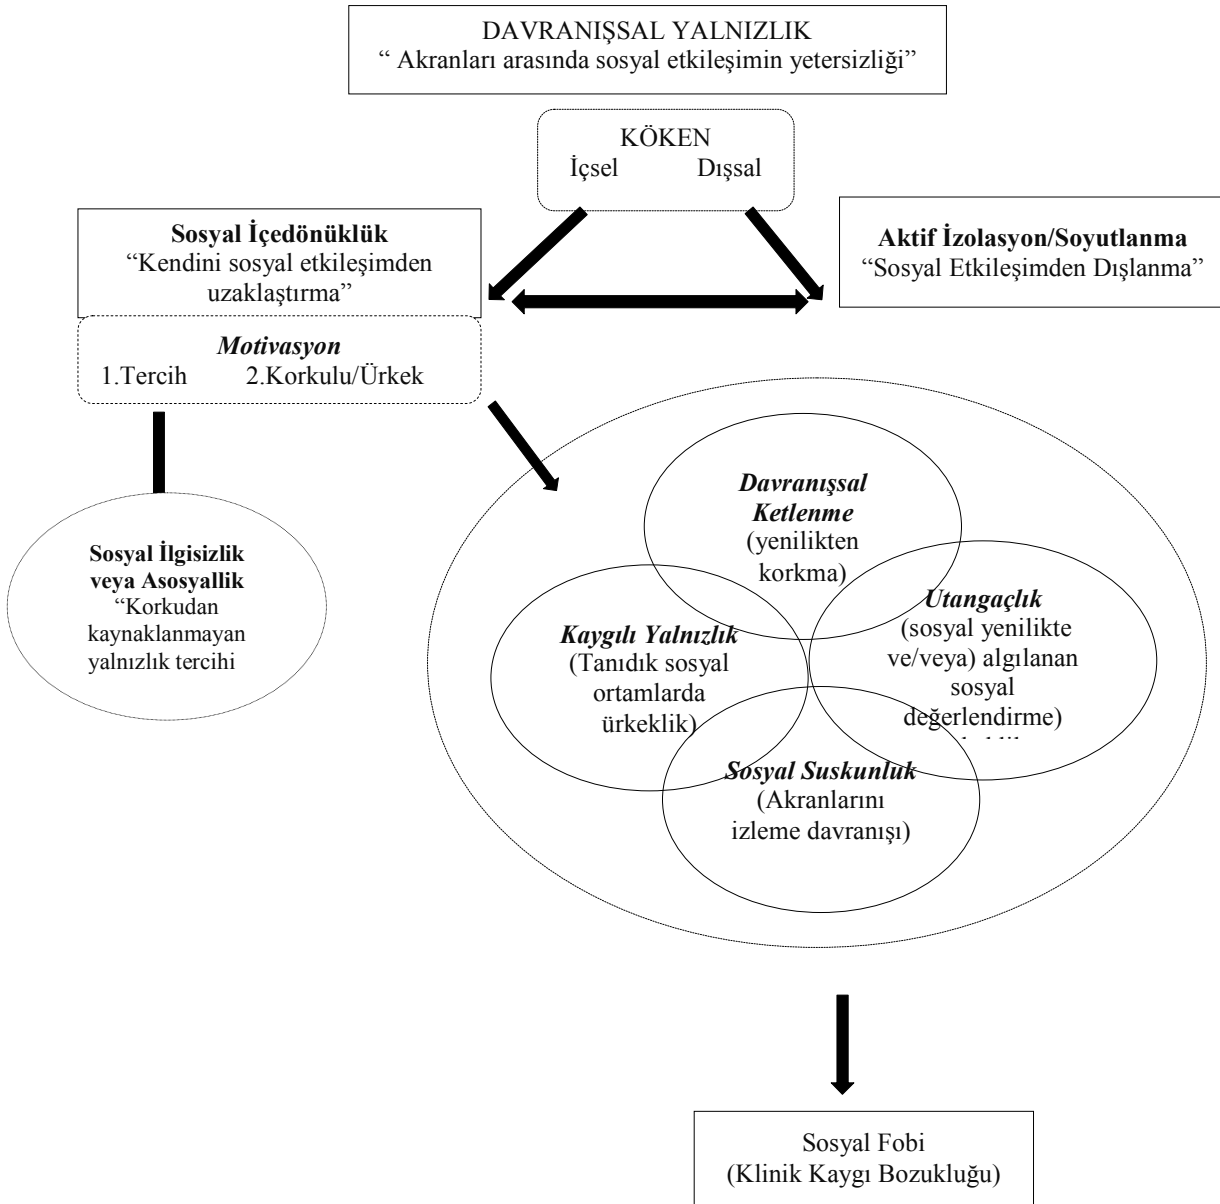 DAVRANIŞSAL YALNIZLIK
“ Akranları arasında sosyal etkileşimin yetersizliği”
KÖKEN
İçsel Dışsal
Sosyal İçedönüklük
“Kendini sosyal etkileşimden
uzaklaştırma”
Aktif İzolasyon/Soyutlanma
“Sosyal Etkileşimden Dışlanma”
Motivasyon
1.Tercih 2.Korkulu/Ürkek
Sosyal İlgisizlik
veya Asosyallik
“Korkudan
kaynaklanmayan
yalnızlık tercihi
Davranışsal
Ketlenme
(yenilikten
korkma)
Kaygılı Yalnızlık
(Tanıdık sosyal
ortamlarda
ürkeklik)
Utangaçlık
(sosyal yenilikte
ve/veya) algılanan
sosyal
değerlendirme)
Sosyal Suskunluk
(Akranlarını
izleme davranışı)
Sosyal Fobi
(Klinik Kaygı Bozukluğu)